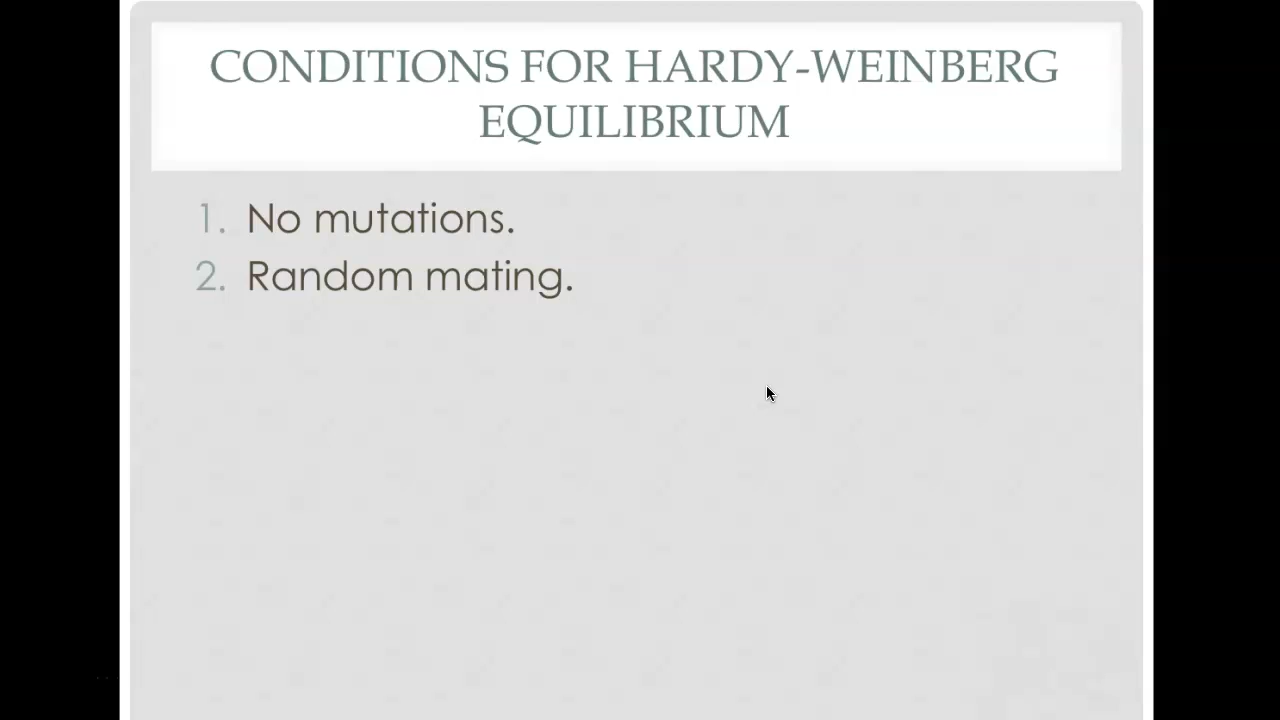 CONDITIONS FOR HARDY-WEINBERG
EQUILIBRIUM
1. No mutations.
2. Random mating.